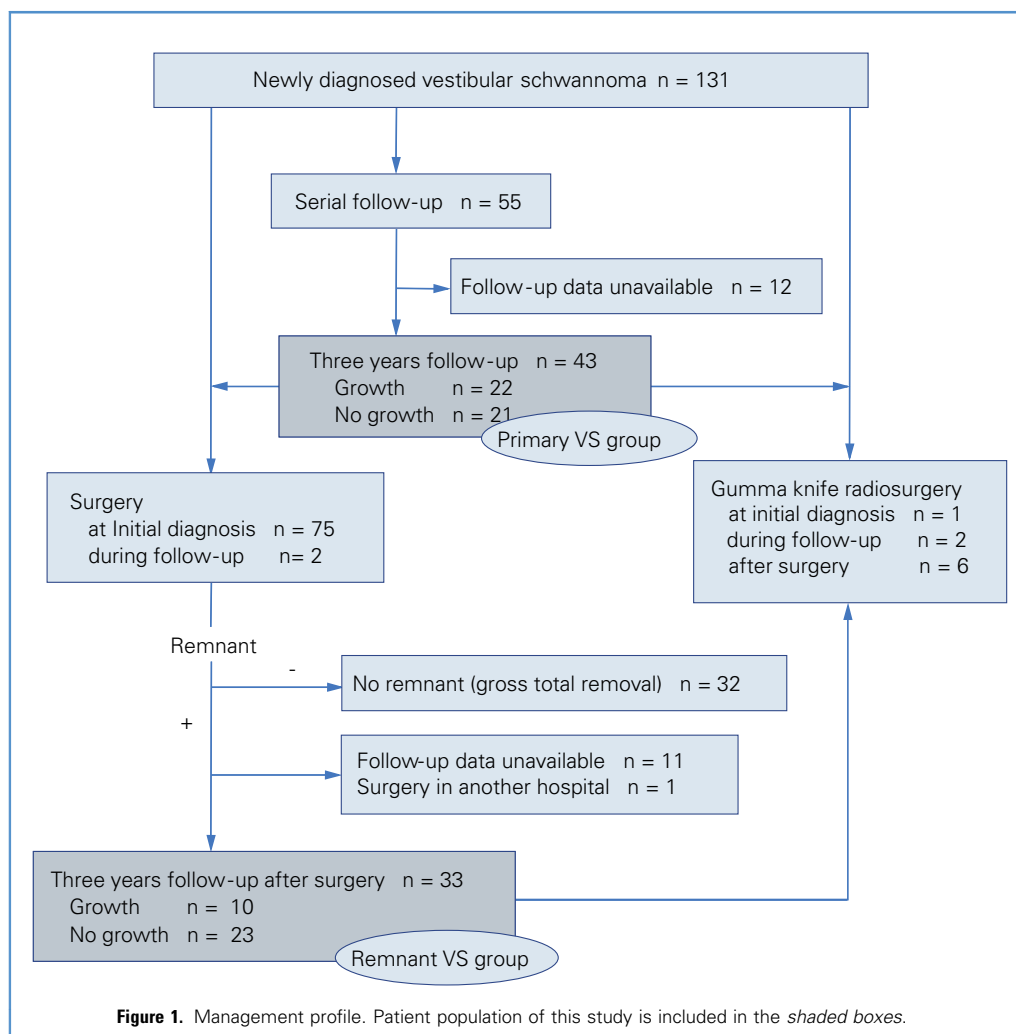 Newly diagnosed vestibular schwannoma n = 131
Serial follow-up n = 55
Follow-up data unavailable n = 12
Three years follow-up n = 43
Growth n = 22
No growth n = 21
Primary VS group
Surgery
at Initial diagnosis n = 75
during follow-up n= 2
Gumma knife radiosurgery
at initial diagnosis n = 1
during follow-up n = 2
after surgery n = 6
Remnant
-
No remnant (gross total removal) n = 32
+
Follow-up data unavailable n = 11
Surgery in another hospital n = 1
Three years follow-up after surgery n = 33
Growth n = 10
No growth n = 23
Remnant VS group
Figure 1. Management profile. Patient population of this study is included in the shaded boxes.